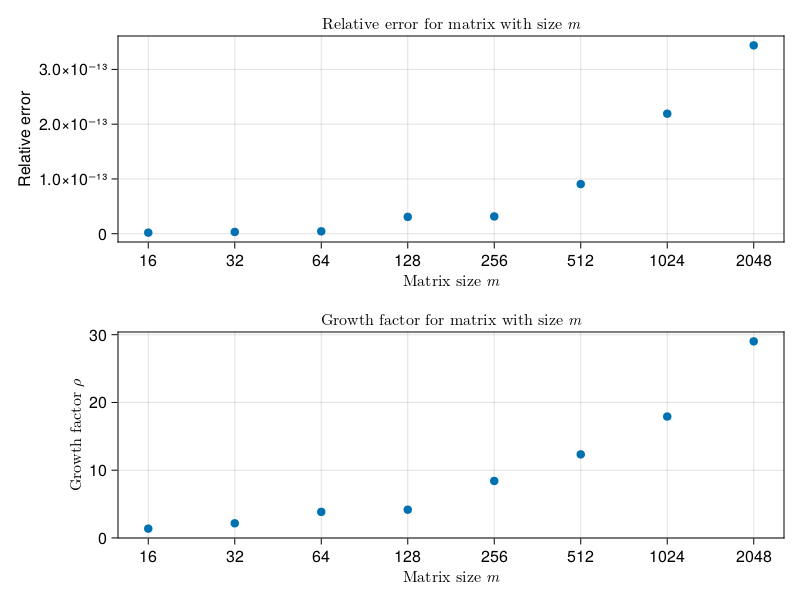 Relative error for matrix with size m
Relative error
3.0×10⁻¹³
2.0×10⁻¹³
1.0×10⁻¹³
0
16 32 64 128 256 512 1024 2048
Matrix size m
Growth factor for matrix with size m
Growth factor ρ
30
20
10
0
16 32 64 128 256 512 1024 2048
Matrix size m